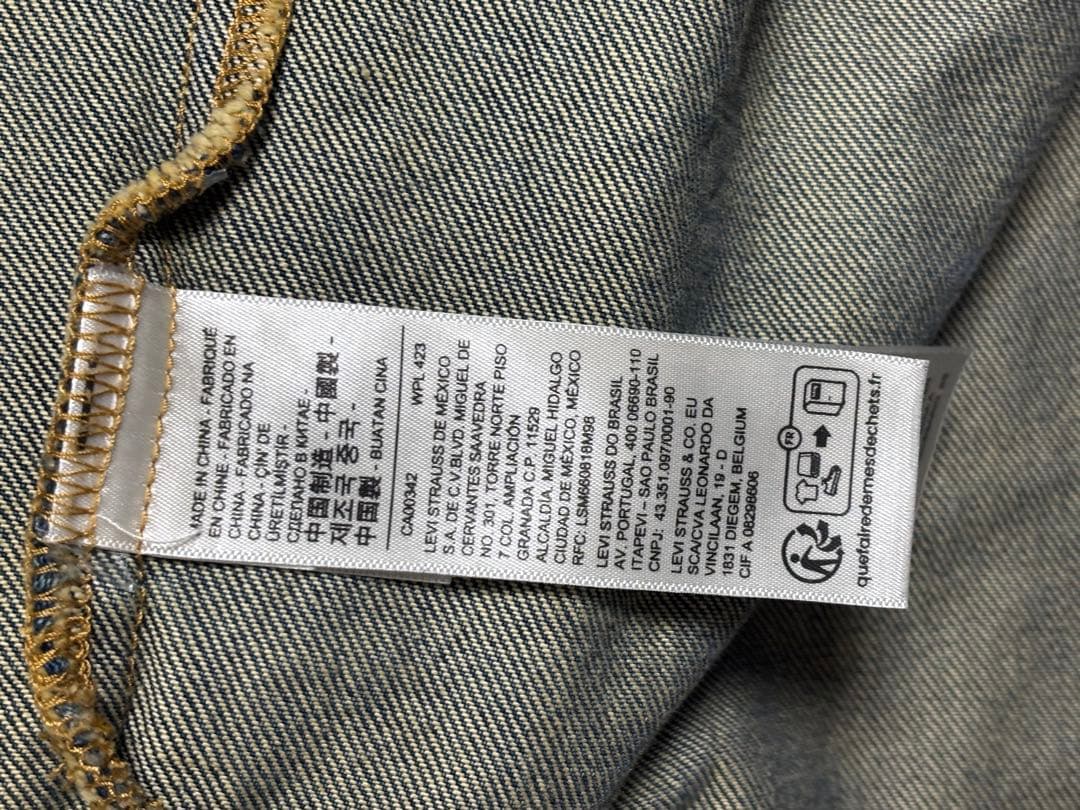 MADE IN CHINA - FABRIQUÉ
EN CHINE - FABRICADO EN
CHINA - FABRICADO NA
CHINA - ÇİN'DE
ÜRETİLMİŞTİR -
СДЕЛАНО В КИТАЕ -
中国制造 - 中國製 -
제조국 중국 -
中国製 - BUATAN CINA
CA00342 WPL 423
LEVI STRAUSS DE MÉXICO
S.A. DE C.V.BLVD. MIGUEL DE
CERVANTES SAAVEDRA
NO. 301, TORRE NORTE PISO
7 COL. AMPLIACIÓN
GRANADA C.P. 11529
ALCALDÍA, MIGUEL HIDALGO
CIUDAD DE MÉXICO, MÉXICO
RFC: LSM660818M98
LEVI STRAUSS DO BRASIL
AV. PORTUGAL, 400 06690-110
ITAPEVI – SAO PAULO BRASIL
CNPJ: 43.351.097/0001-90
LEVI STRAUSS & CO. EU
SCA/CVA LEONARDO DA
VINCILAAN, 19 - D
1831 DIEGEM, BELGIUM
CIF A 08298606
FR
quefairedemesdechets.fr